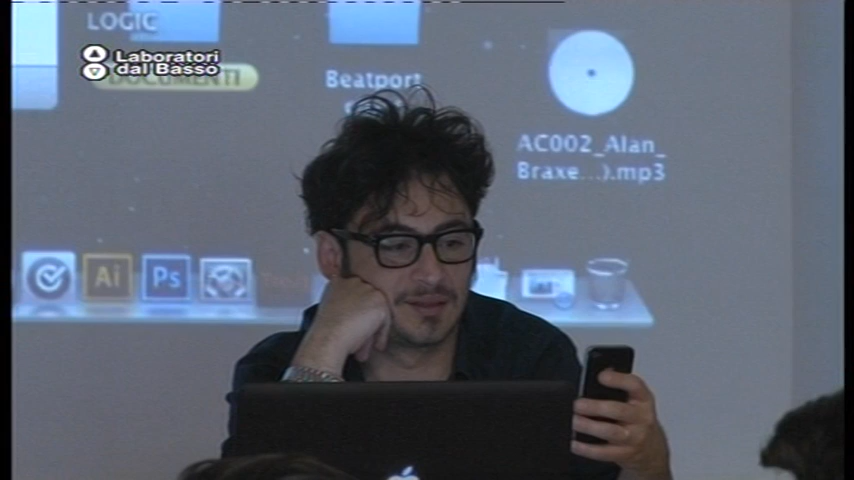 LOGIC
Laboratori
dal Basso
DOCUMENTI
Beatport
AC002_Alan_
Braxe...).mp3
Ai
Ps